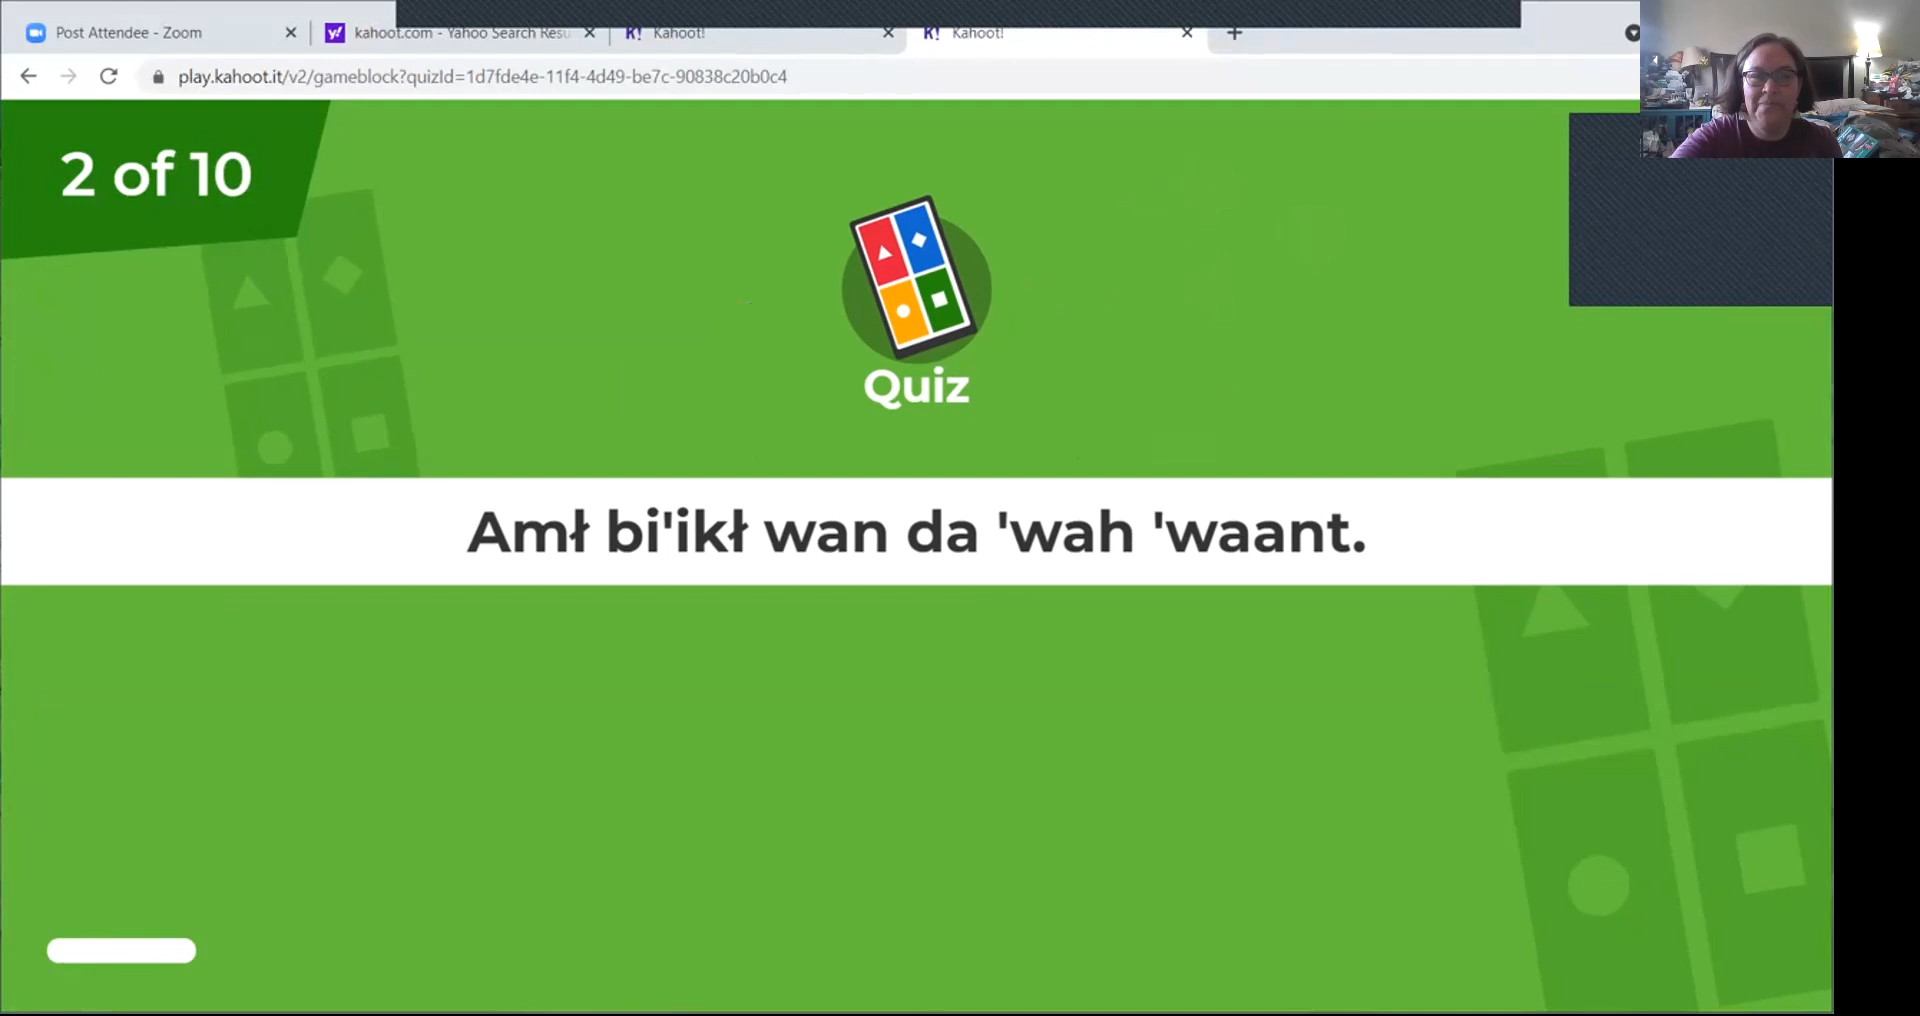 Post Attendee - Zoom
kahoot.com - Yahoo Search Resu
K! Kahoot!
K! Kahoot!
play.kahoot.it/v2/gameblock?quizId=1d7fde4e-11f4-4d49-be7c-90838c20b0c4
2 of 10
Quiz
Amł bi'ikł wan da 'wah 'waant.